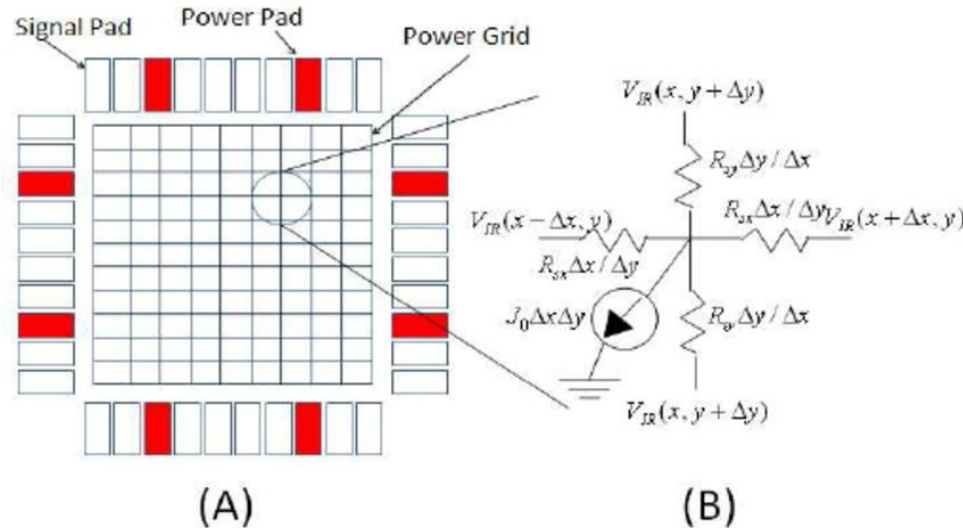 Signal Pad
Power Pad
Power Grid
V_IR(x, y + Δy)
R_sy Δy / Δx
V_IR(x − Δx, y)
R_sx Δx / Δy
V_IR(x + Δx, y)
R_sx Δx / Δy
J_0 Δx Δy
R_sy Δy / Δx
V_IR(x, y + Δy)
(A)
(B)